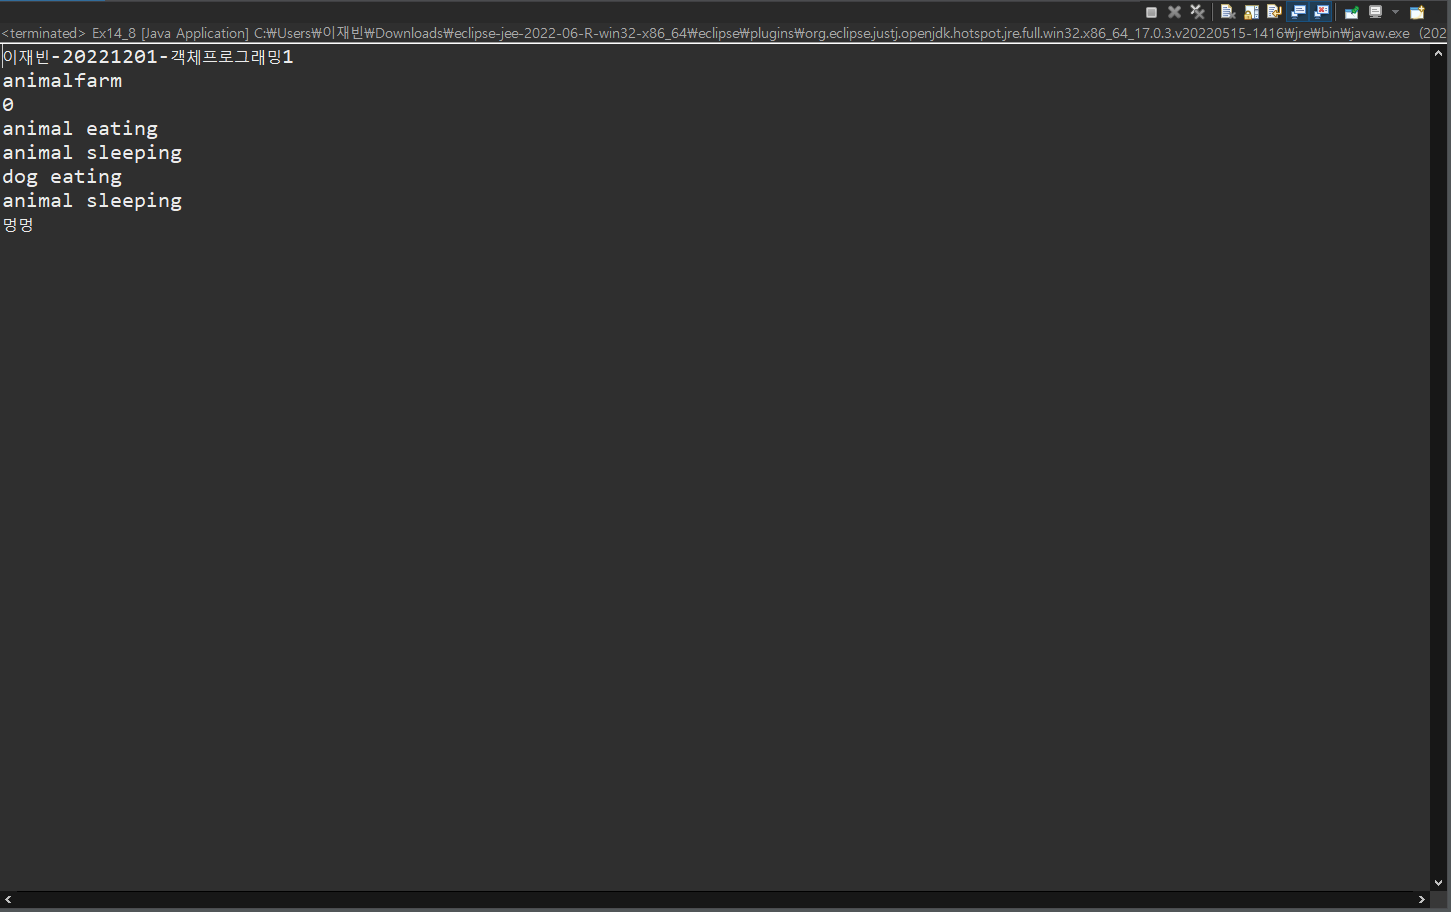 <terminated> Ex14_8 [Java Application] C:₩Users₩이재빈₩Downloads₩eclipse-jee-2022-06-R-win32-x86_64₩eclipse₩plugins₩org.eclipse.justj.openjdk.hotspot.jre.full.win32.x86_64_17.0.3.v20220515-1416₩jre₩bin₩javaw.exe (202
이재빈-20221201-객체프로그래밍1
animalfarm
0
animal eating
animal sleeping
dog eating
animal sleeping
멍멍